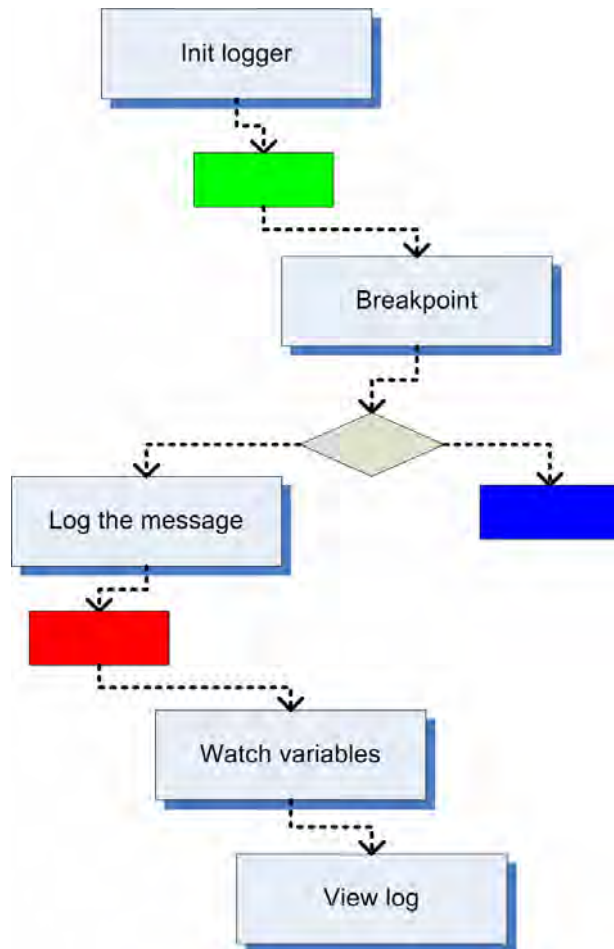 Init logger
Breakpoint
Log the message
Watch variables
View log